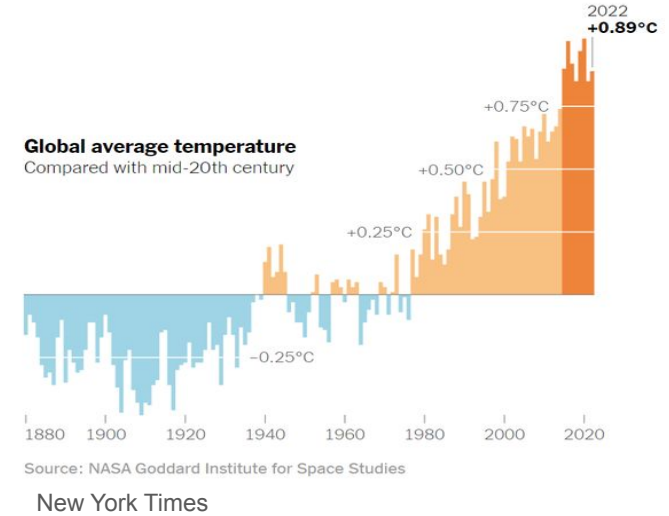 2022
+0.89°C
+0.75°C
Global average temperature
Compared with mid-20th century
+0.50°C
+0.25°C
-0.25°C
1880 1900 1920 1940 1960 1980 2000 2020
Source: NASA Goddard Institute for Space Studies
New York Times